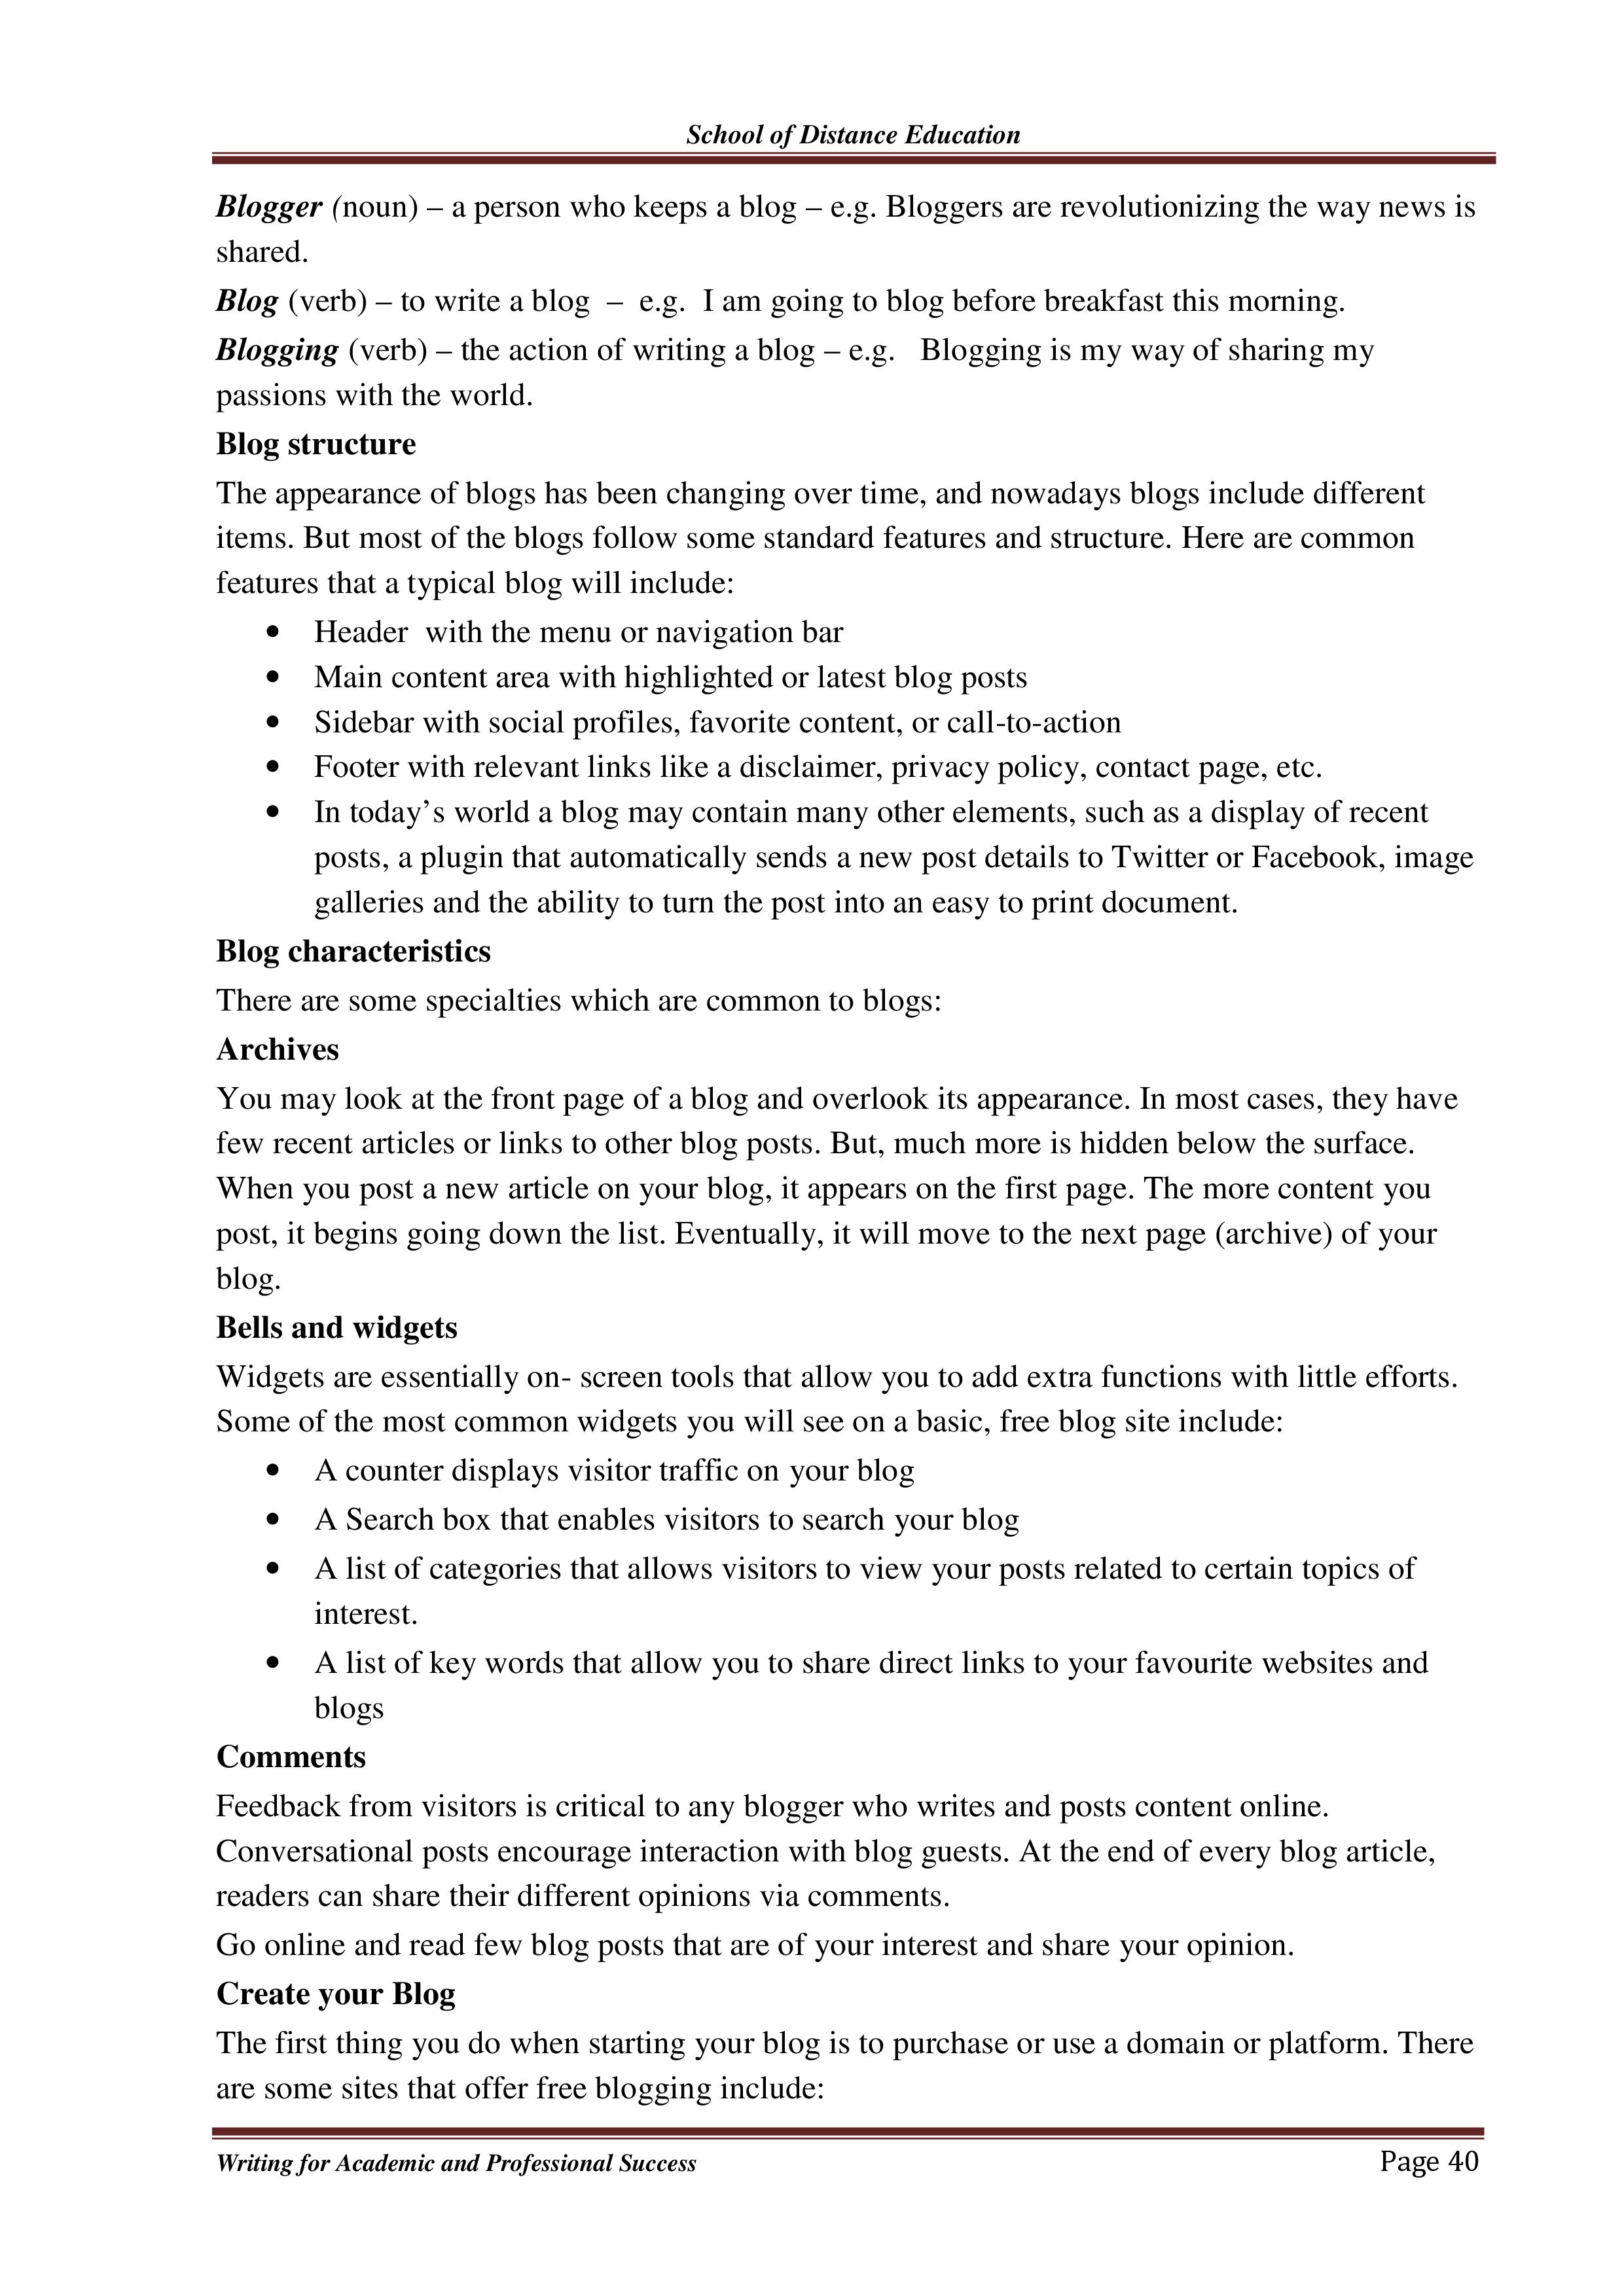 School of Distance Education
Blogger (noun) – a person who keeps a blog – e.g. Bloggers are revolutionizing the way news is
shared.
Blog (verb) – to write a blog  –  e.g.  I am going to blog before breakfast this morning.
Blogging (verb) – the action of writing a blog – e.g.   Blogging is my way of sharing my
passions with the world.
Blog structure
The appearance of blogs has been changing over time, and nowadays blogs include different
items. But most of the blogs follow some standard features and structure. Here are common
features that a typical blog will include:
• Header  with the menu or navigation bar
• Main content area with highlighted or latest blog posts
• Sidebar with social profiles, favorite content, or call-to-action
• Footer with relevant links like a disclaimer, privacy policy, contact page, etc.
• In today’s world a blog may contain many other elements, such as a display of recent
posts, a plugin that automatically sends a new post details to Twitter or Facebook, image
galleries and the ability to turn the post into an easy to print document.
Blog characteristics
There are some specialties which are common to blogs:
Archives
You may look at the front page of a blog and overlook its appearance. In most cases, they have
few recent articles or links to other blog posts. But, much more is hidden below the surface.
When you post a new article on your blog, it appears on the first page. The more content you
post, it begins going down the list. Eventually, it will move to the next page (archive) of your
blog.
Bells and widgets
Widgets are essentially on- screen tools that allow you to add extra functions with little efforts.
Some of the most common widgets you will see on a basic, free blog site include:
• A counter displays visitor traffic on your blog
• A Search box that enables visitors to search your blog
• A list of categories that allows visitors to view your posts related to certain topics of
interest.
• A list of key words that allow you to share direct links to your favourite websites and
blogs
Comments
Feedback from visitors is critical to any blogger who writes and posts content online.
Conversational posts encourage interaction with blog guests. At the end of every blog article,
readers can share their different opinions via comments.
Go online and read few blog posts that are of your interest and share your opinion.
Create your Blog
The first thing you do when starting your blog is to purchase or use a domain or platform. There
are some sites that offer free blogging include:
Writing for Academic and Professional Success Page 40